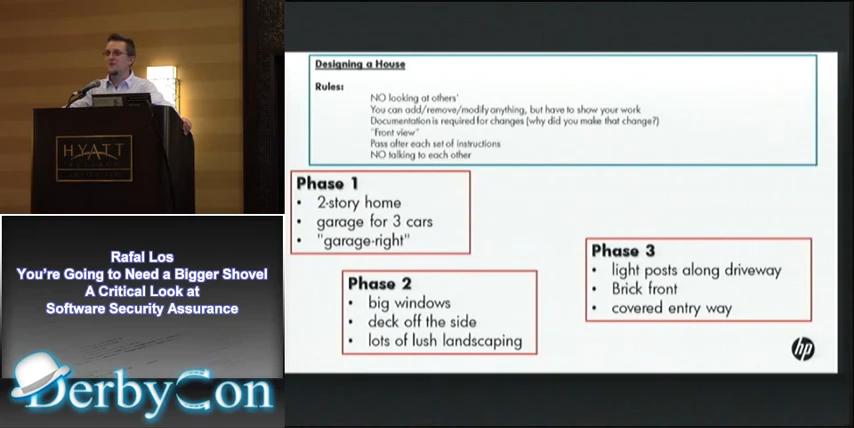 HYATT
Rafal Los
You're Going to Need a Bigger Shovel
A Critical Look at
Software Security Assurance
DerbyCon
Designing a House
Rules:
NO looking at others'
You can add/remove/modify anything, but have to show your work
Documentation is required for changes (why did you make that change?)
"Front view"
Pass after each set of instructions
NO talking to each other
Phase 1
• 2-story home
• garage for 3 cars
• "garage-right"
Phase 2
• big windows
• deck off the side
• lots of lush landscaping
Phase 3
• light posts along driveway
• Brick front
• covered entry way
hp